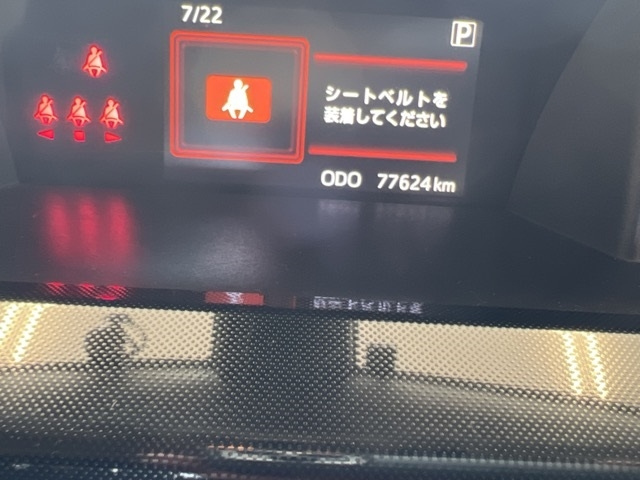 7/22
P
シートベルトを
装着してください
ODO 77624km